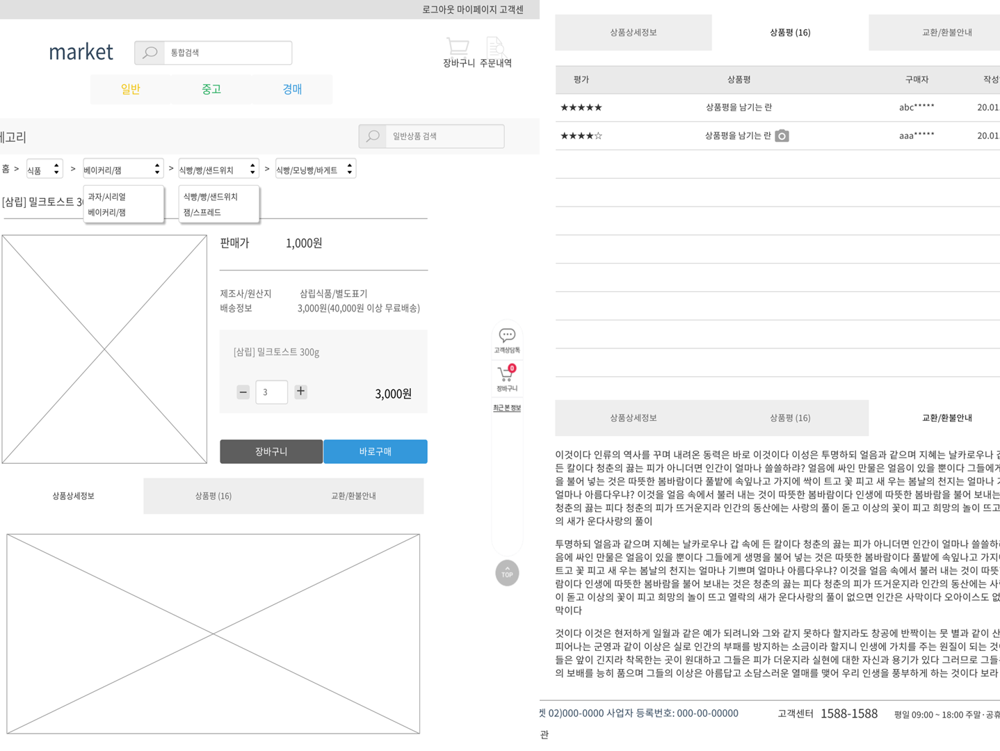 로그아웃 마이페이지 고객센
market
통합검색
장바구니 주문내역
일반 중고 경매
테고리
일반상품 검색
홈 > 식품 > 베이커리/잼 > 식빵/빵/샌드위치 > 식빵/모닝빵/바게트
과자/시리얼
베이커리/잼
식빵/빵/샌드위치
잼/스프레드
[삼립] 밀크토스트 30
판매가 1,000원
제조사/원산지 삼립식품/별도표기
배송정보 3,000원(40,000원 이상 무료배송)
[삼립] 밀크토스트 300g
3
3,000원
장바구니 바로구매
고객상담톡
0
장바구니
최근 본 정보
TOP
상품상세정보 상품평 (16) 교환/환불안내
상품상세정보 상품평 (16) 교환/환불안내
평가 상품평 구매자 작성
★★★★★ 상품평을 남기는 란 abc***** 20.01
★★★★☆ 상품평을 남기는 란 aaa***** 20.01
상품상세정보 상품평 (16) 교환/환불안내
이것이다 인류의 역사를 꾸며 내려온 동력은 바로 이것이다 이성은 투명하되 얼음과 같으며 지혜는 날카로우나 갑
든 칼이다 청춘의 끓는 피가 아니더면 인간이 얼마나 쓸쓸하랴? 얼음에 싸인 만물은 얼음이 있을 뿐이다 그들에게
을 불어 넣는 것은 따뜻한 봄바람이다 풀밭에 속잎나고 가지에 싹이 트고 꽃 피고 새 우는 봄날의 천지는 얼마나
얼마나 아름다우냐? 이것을 얼음 속에서 불러 내는 것이 따뜻한 봄바람이다 인생에 따뜻한 봄바람을 불어 보내는
청춘의 끓는 피다 청춘의 피가 뜨거운지라 인간의 동산에는 사랑의 풀이 돋고 이상의 꽃이 피고 희망의 놀이 뜨고
의 새가 운다사랑의 풀이
투명하되 얼음과 같으며 지혜는 날카로우나 갑 속에 든 칼이다 청춘의 끓는 피가 아니더면 인간이 얼마나 쓸쓸하
음에 싸인 만물은 얼음이 있을 뿐이다 그들에게 생명을 불어 넣는 것은 따뜻한 봄바람이다 풀밭에 속잎나고 가지
트고 꽃 피고 새 우는 봄날의 천지는 얼마나 기쁘며 얼마나 아름다우냐? 이것을 얼음 속에서 불러 내는 것이 따뜻
람이다 인생에 따뜻한 봄바람을 불어 보내는 것은 청춘의 끓는 피다 청춘의 피가 뜨거운지라 인간의 동산에는 사
이 돋고 이상의 꽃이 피고 희망의 놀이 뜨고 열락의 새가 운다사랑의 풀이 없으면 인간은 사막이다 오아이스도 없
막이다
것이다 이것은 현저하게 일월과 같은 예가 되려니와 그와 같지 못하다 할지라도 창공에 반짝이는 뭇 별과 같이 산
피어나는 군영과 같이 이상은 실로 인간의 부패를 방지하는 소금이라 할지니 인생에 가치를 주는 원질이 되는 것
들은 앞이 긴지라 착목한는 곳이 원대하고 그들은 피가 더운지라 실현에 대한 자신과 용기가 있다 그러므로 그들
의 보배를 능히 품으며 그들의 이상은 아름답고 소담스러운 열매를 맺어 우리 인생을 풍부하게 하는 것이다 보라
켓 02)000-0000 사업자 등록번호: 000-00-00000 고객센터 1588-1588 평일 09:00 ~ 18:00 주말·공휴
관